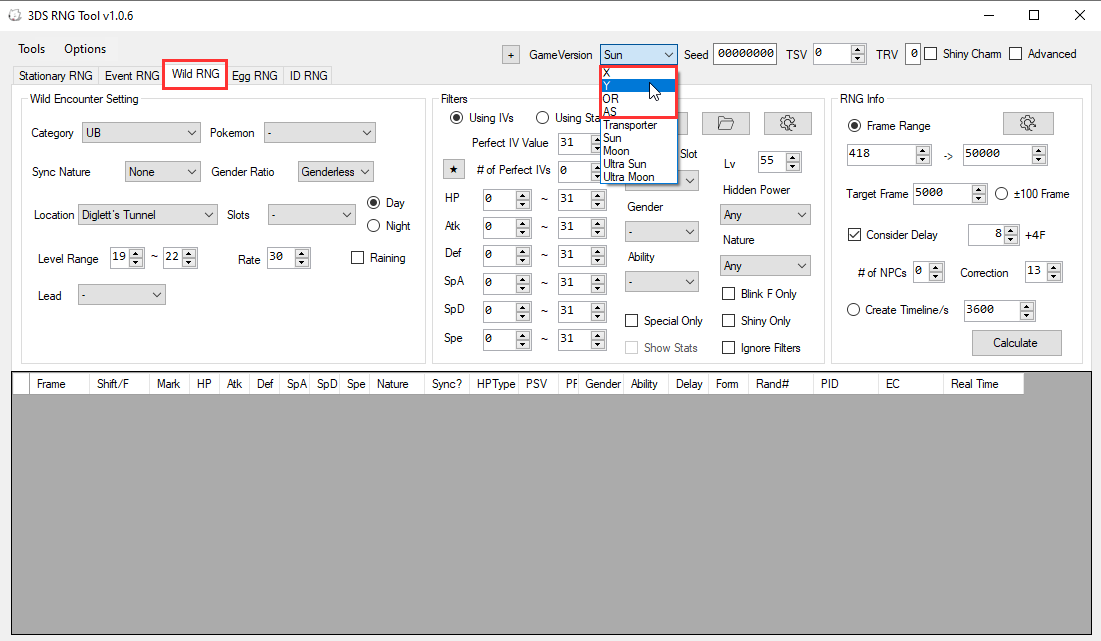 3DS RNG Tool v1.0.6
Tools Options
+ GameVersion Sun Seed 00000000 TSV 0 TRV 0 Shiny Charm Advanced
Stationary RNG Event RNG Wild RNG Egg RNG ID RNG
X
Y
OR
AS
Transporter
Sun
Moon
Ultra Sun
Ultra Moon
Wild Encounter Setting
Category UB Pokemon -
Sync Nature None Gender Ratio Genderless
Location Diglett's Tunnel Slots - Day
Night
Level Range 19 ~ 22 Rate 30 Raining
Lead -
Filters
Using IVs Using Sta
Perfect IV Value 31
★ # of Perfect IVs 0
HP 0 ~ 31
Atk 0 ~ 31
Def 0 ~ 31
SpA 0 ~ 31
SpD 0 ~ 31
Spe 0 ~ 31
Slot
Gender
-
Ability
-
Special Only
Show Stats
Lv 55
Hidden Power
Any
Nature
Any
Blink F Only
Shiny Only
Ignore Filters
RNG Info
Frame Range
418 -> 50000
Target Frame 5000 ±100 Frame
Consider Delay 8 +4F
# of NPCs 0 Correction 13
Create Timeline/s 3600
Calculate
Frame Shift/F Mark HP Atk Def SpA SpD Spe Nature Sync? HPType PSV PF Gender Ability Delay Form Rand# PID EC Real Time